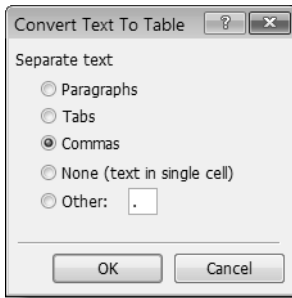 Convert Text To Table ?
Separate text
Paragraphs
Tabs
Commas
None (text in single cell)
Other: .
OK Cancel